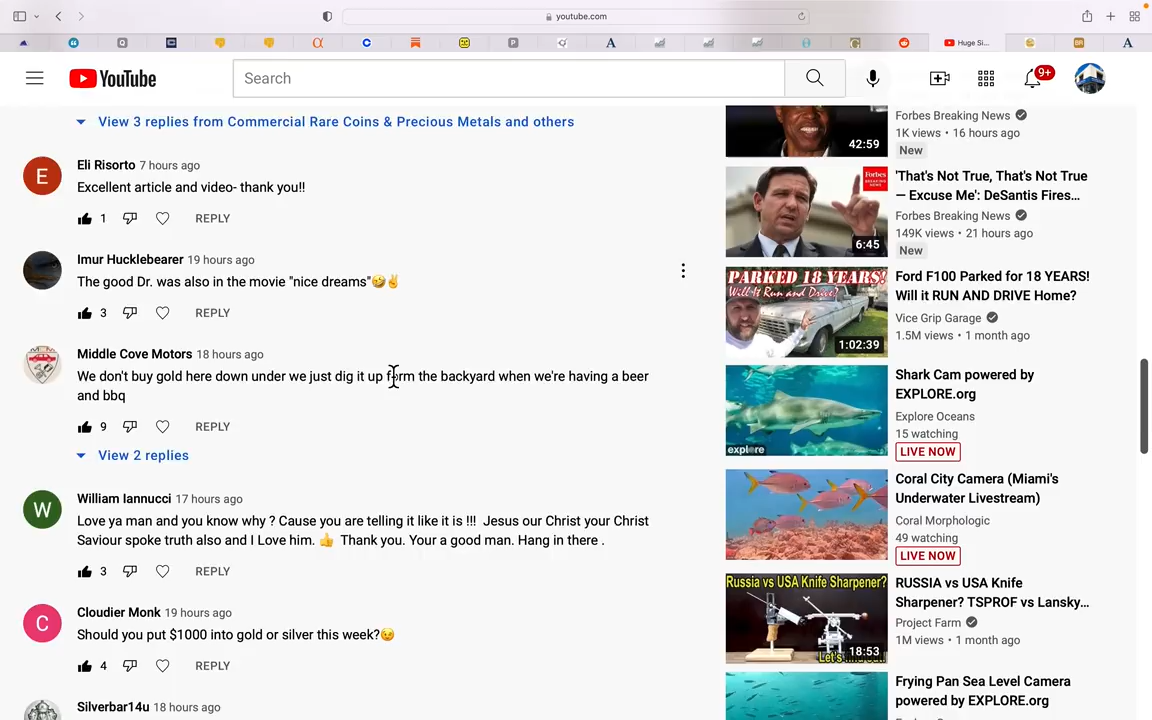 youtube.com
Huge Si...
YouTube
Search
9+
View 3 replies from Commercial Rare Coins & Precious Metals and others
Eli Risorto 7 hours ago
Excellent article and video- thank you!!
1 REPLY
Imur Hucklebearer 19 hours ago
The good Dr. was also in the movie "nice dreams"🤣✌
3 REPLY
Middle Cove Motors 18 hours ago
We don't buy gold here down under we just dig it up form the backyard when we're having a beer
and bbq
9 REPLY
View 2 replies
William Iannucci 17 hours ago
Love ya man and you know why ? Cause you are telling it like it is !!! Jesus our Christ your Christ
Saviour spoke truth also and I Love him. 👍 Thank you. Your a good man. Hang in there .
3 REPLY
Cloudier Monk 19 hours ago
Should you put $1000 into gold or silver this week?😉
4 REPLY
Silverbar14u 18 hours ago
42:59
Forbes Breaking News
1K views • 16 hours ago
New
FORBES BREAKING NEWS
6:45
'That's Not True, That's Not True
— Excuse Me': DeSantis Fires...
Forbes Breaking News
149K views • 21 hours ago
New
PARKED 18 YEARS!
Will it Run and Drive?
1:02:39
Ford F100 Parked for 18 YEARS!
Will it RUN AND DRIVE Home?
Vice Grip Garage
1.5M views • 1 month ago
explore
Shark Cam powered by
EXPLORE.org
Explore Oceans
15 watching
LIVE NOW
Coral City Camera (Miami's
Underwater Livestream)
Coral Morphologic
49 watching
LIVE NOW
Russia vs USA Knife Sharpener?
Let's
18:53
RUSSIA vs USA Knife
Sharpener? TSPROF vs Lansky...
Project Farm
1M views • 1 month ago
Frying Pan Sea Level Camera
powered by EXPLORE.org